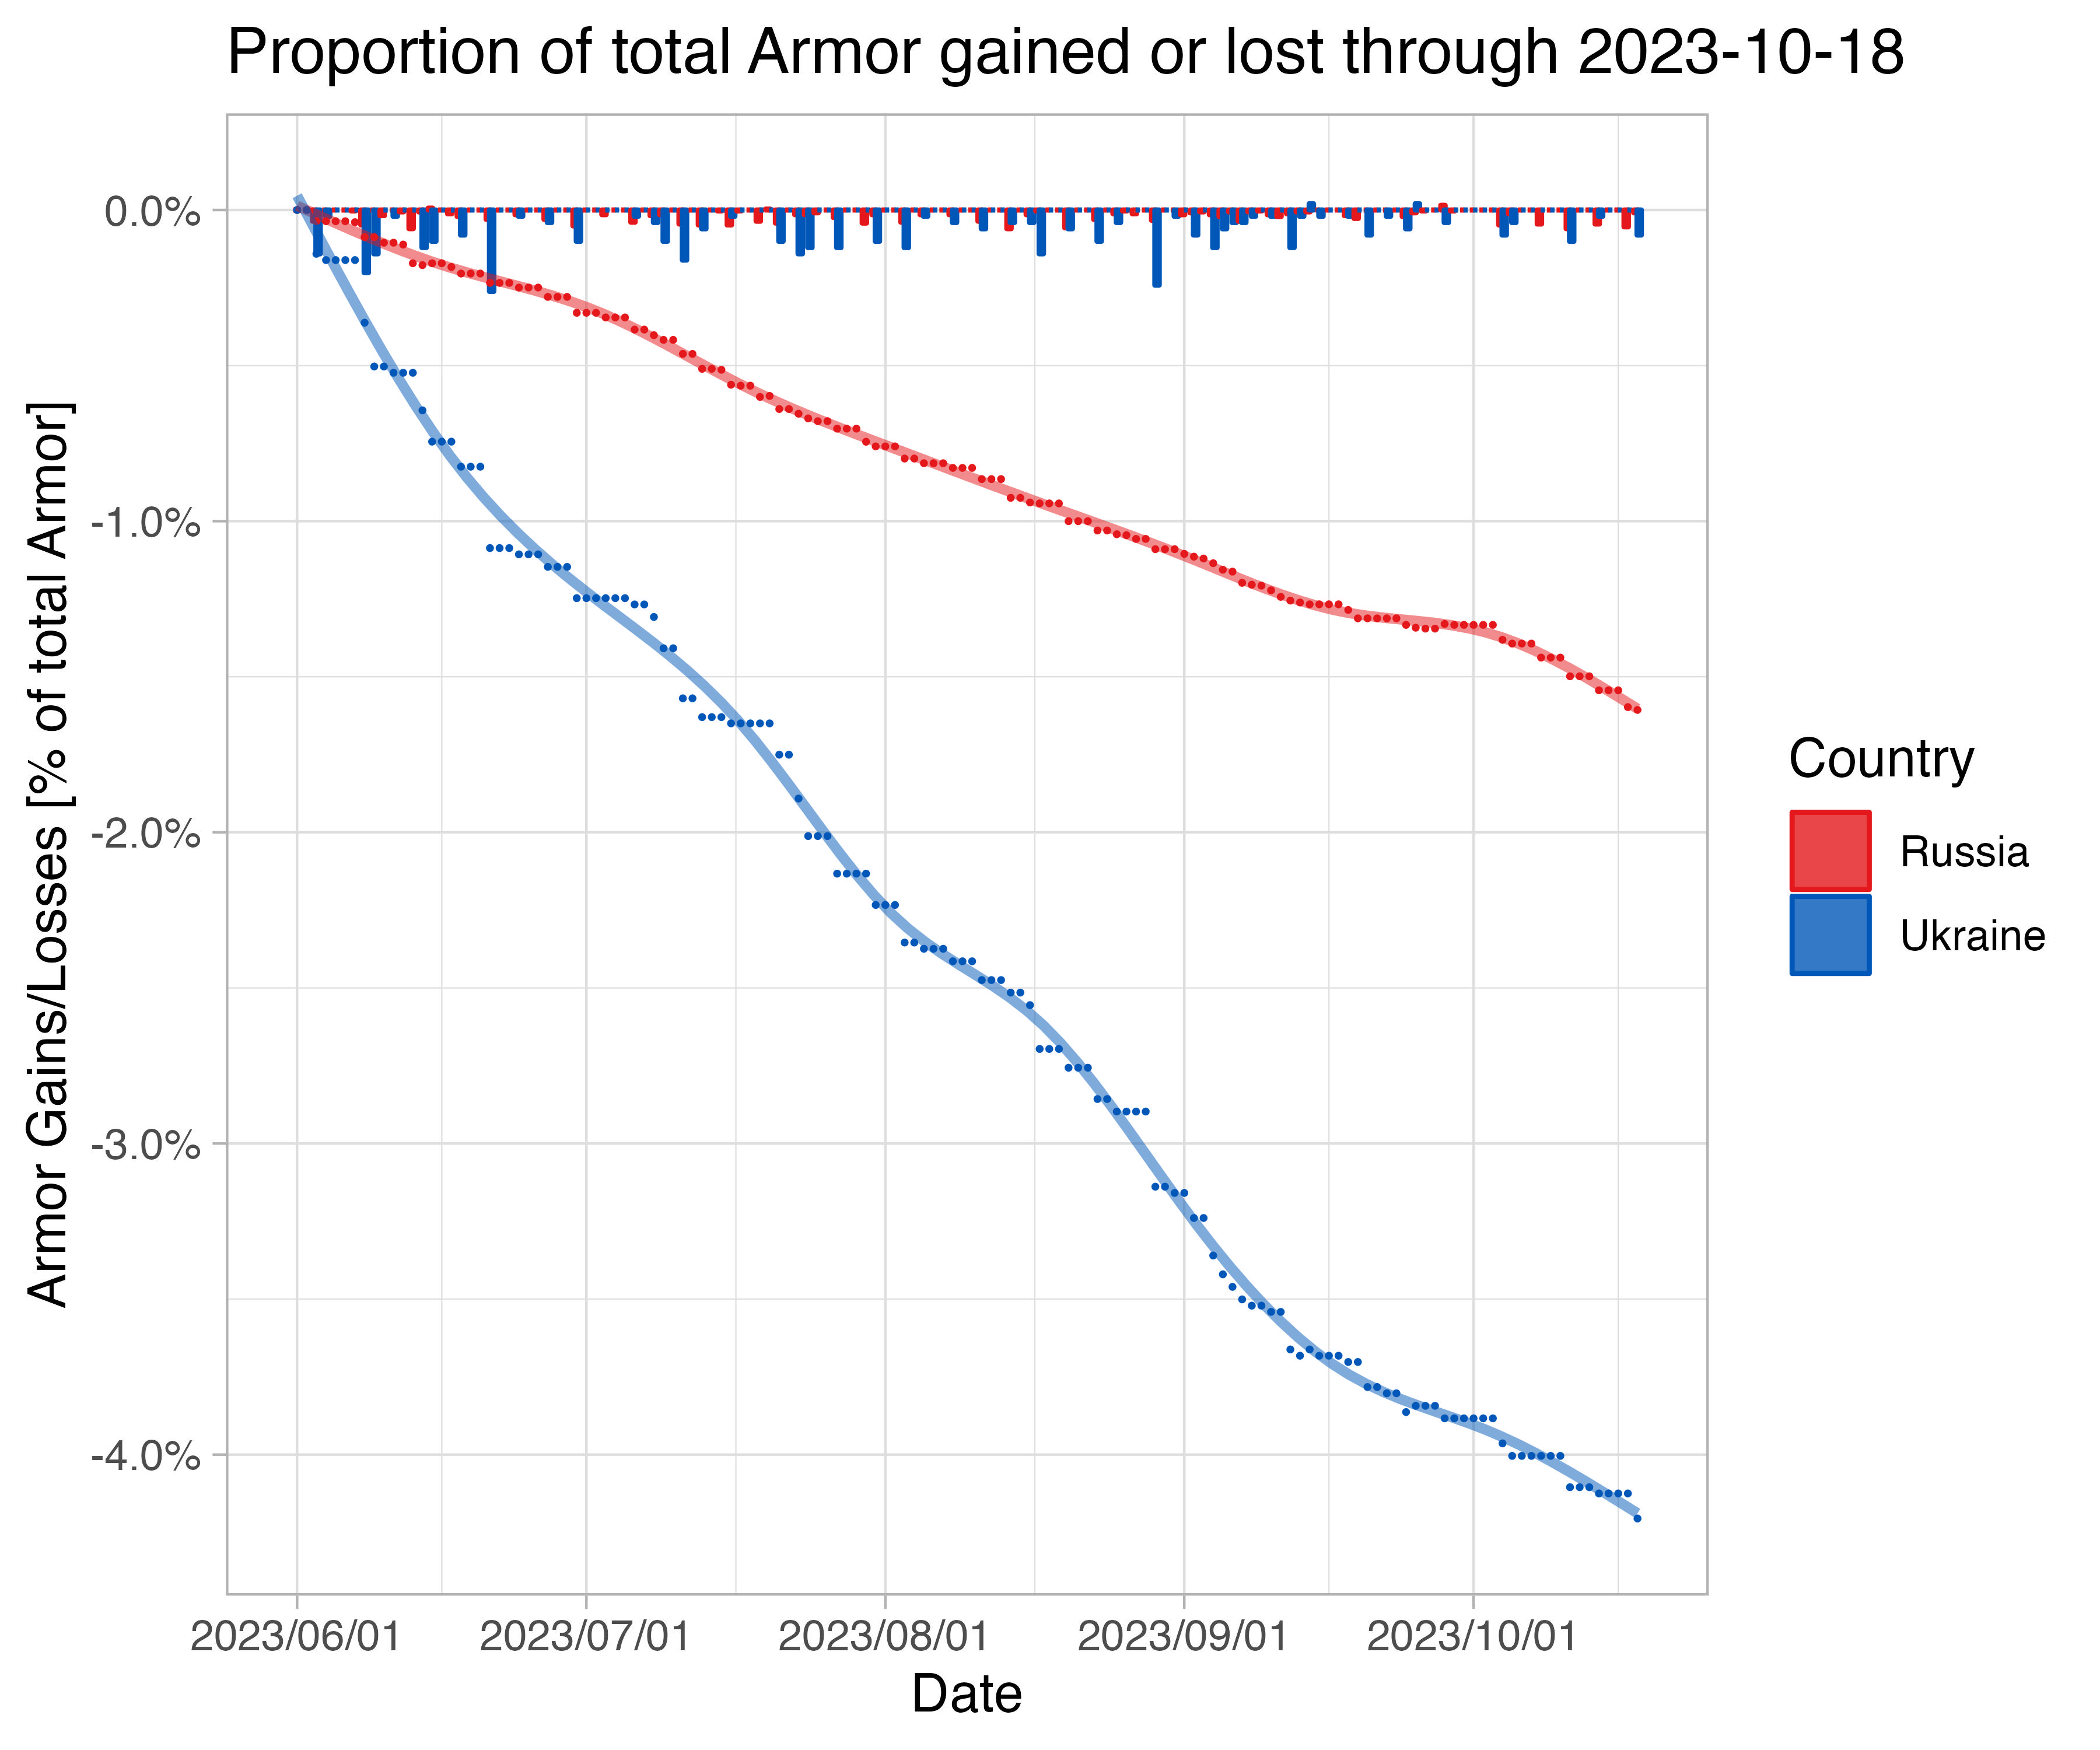 Proportion of total Armor gained or lost through 2023-10-18
Armor Gains/Losses [% of total Armor]
0.0%
-1.0%
-2.0%
-3.0%
-4.0%
2023/06/01
2023/07/01
2023/08/01
2023/09/01
2023/10/01
Date
Country
Russia
Ukraine